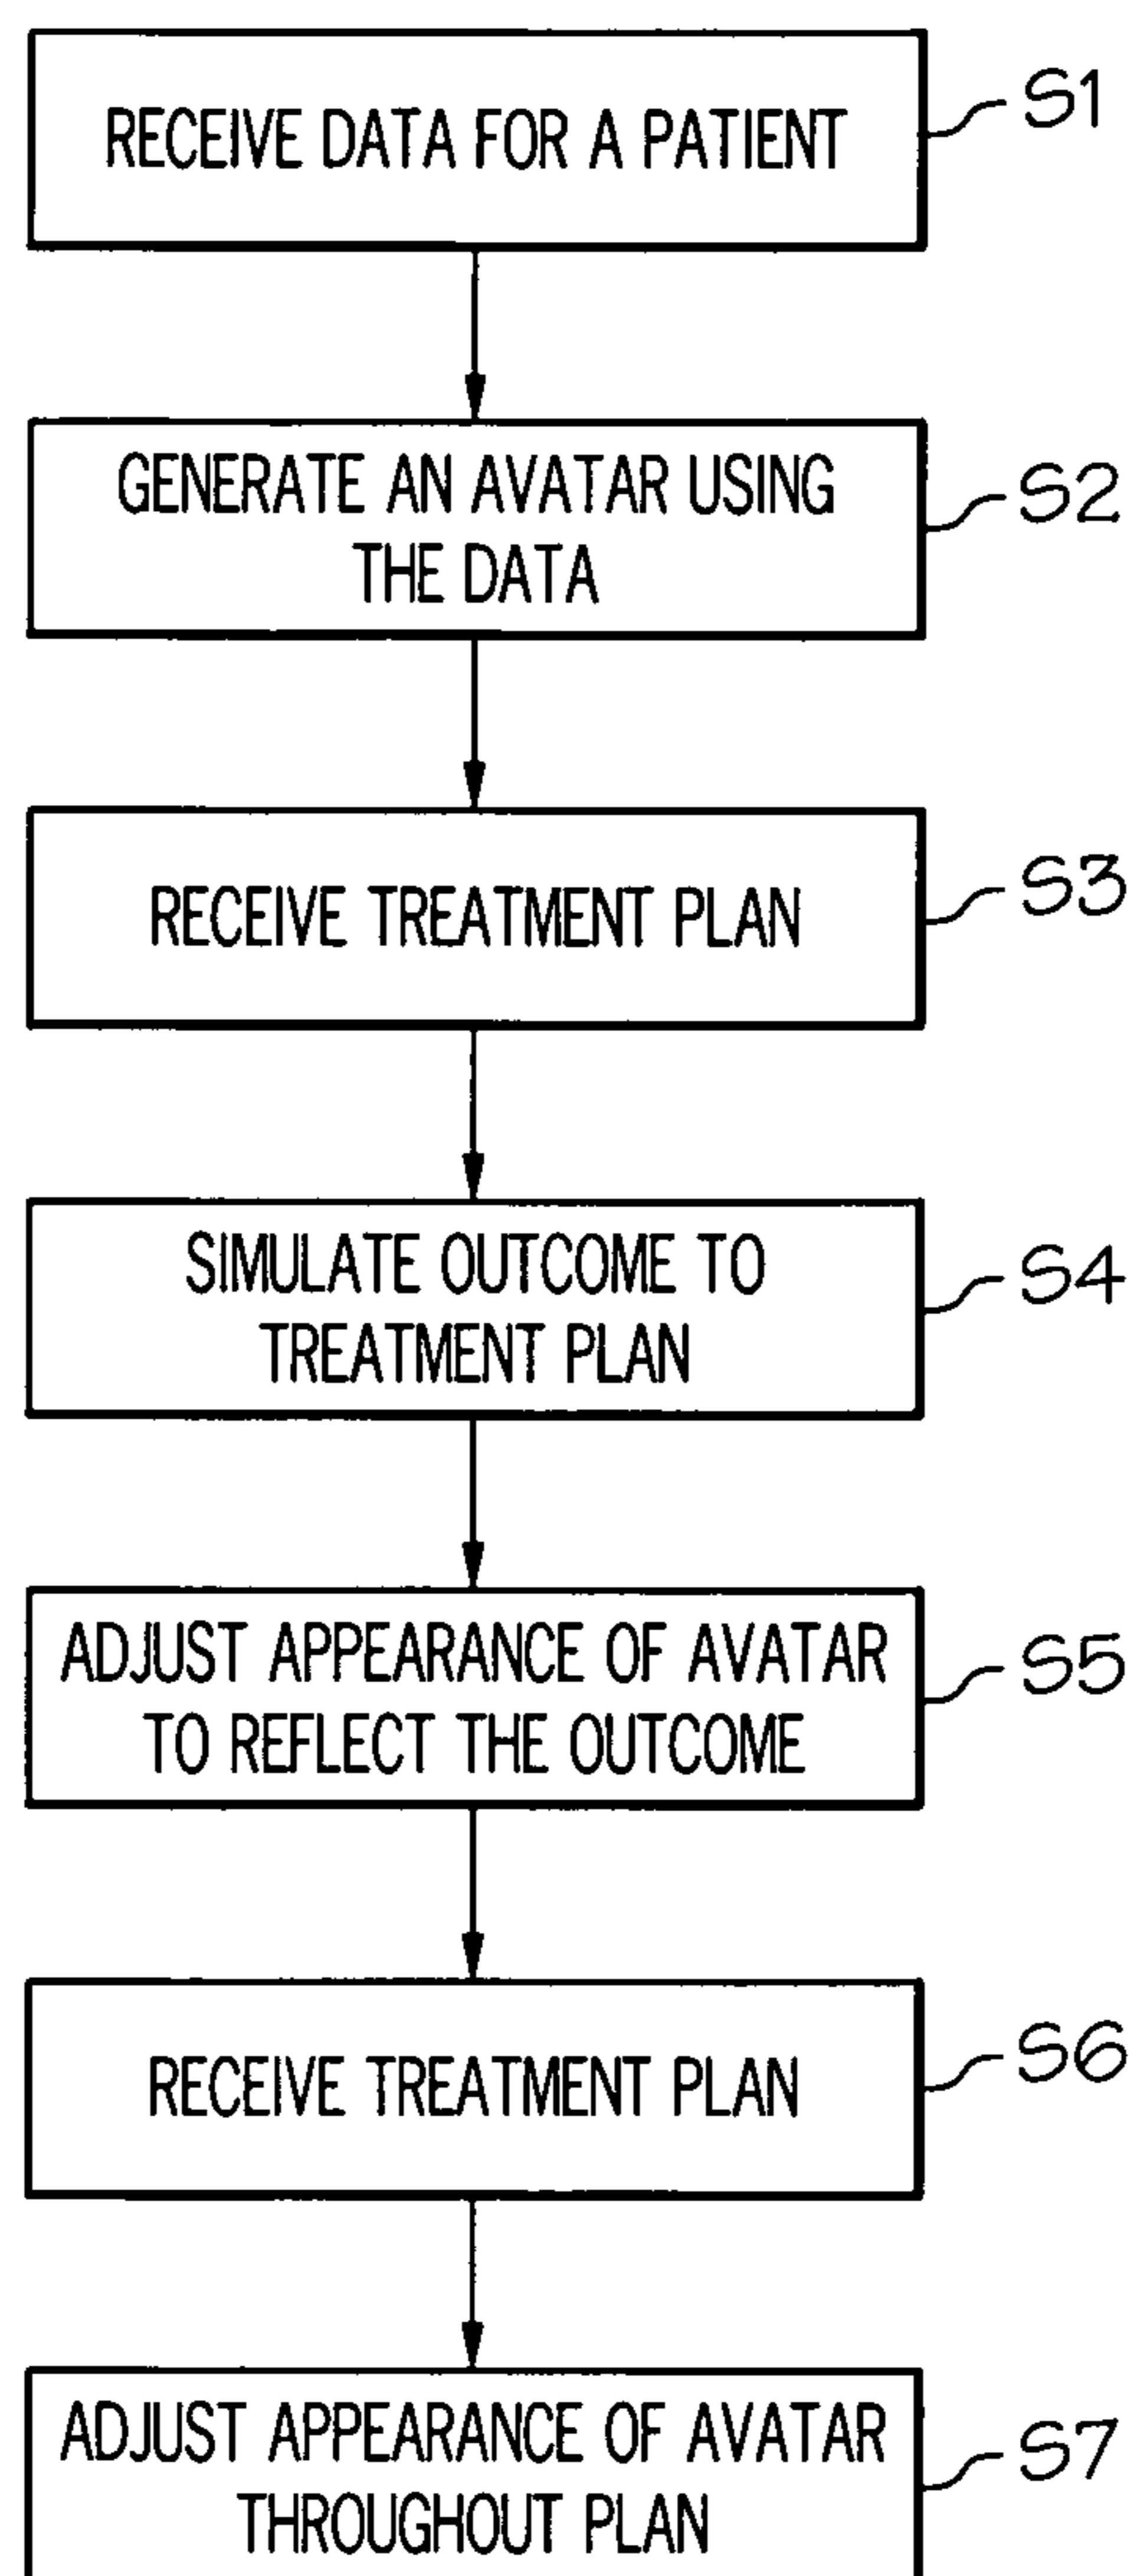 RECEIVE DATA FOR A PATIENT
S1
GENERATE AN AVATAR USING
THE DATA
S2
RECEIVE TREATMENT PLAN
S3
SIMULATE OUTCOME TO
TREATMENT PLAN
S4
ADJUST APPEARANCE OF AVATAR
TO REFLECT THE OUTCOME
S5
RECEIVE TREATMENT PLAN
S6
ADJUST APPEARANCE OF AVATAR
THROUGHOUT PLAN
S7